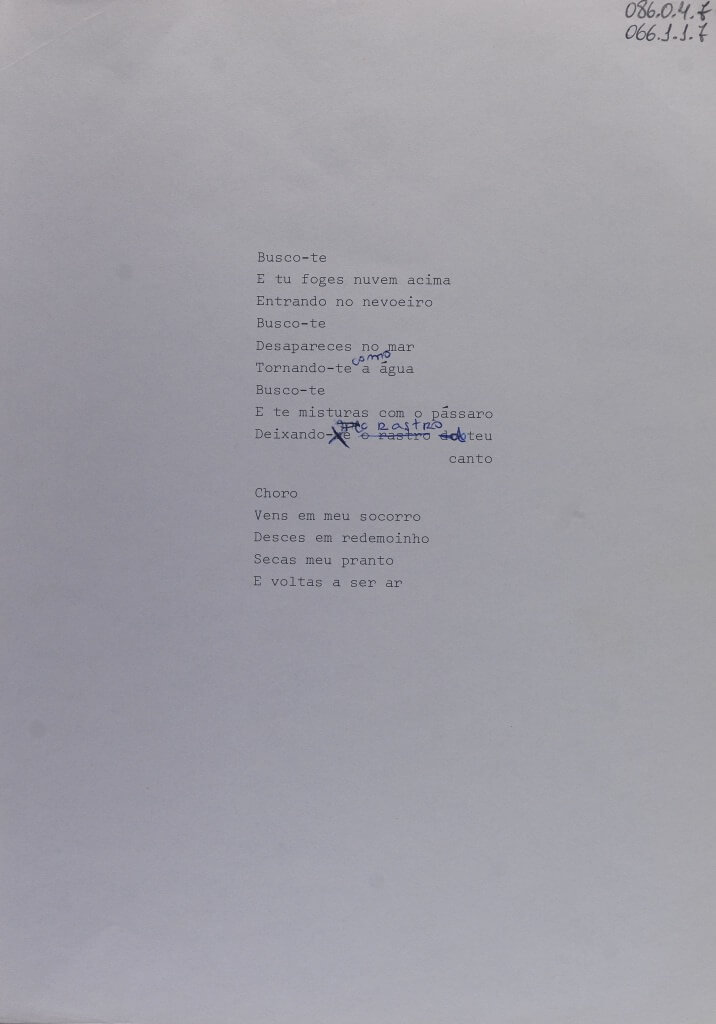 086.0.4.7
066.1.1.7
Busco-te
E tu foges nuvem acima
Entrando no nevoeiro
Busco-te
Desapareces no mar
como
Tornando-te a água
Busco-te
E te misturas com o pássaro
rastro
Deixando-te o rastro do teu
canto
Choro
Vens em meu socorro
Desces em redemoinho
Secas meu pranto
E voltas a ser ar